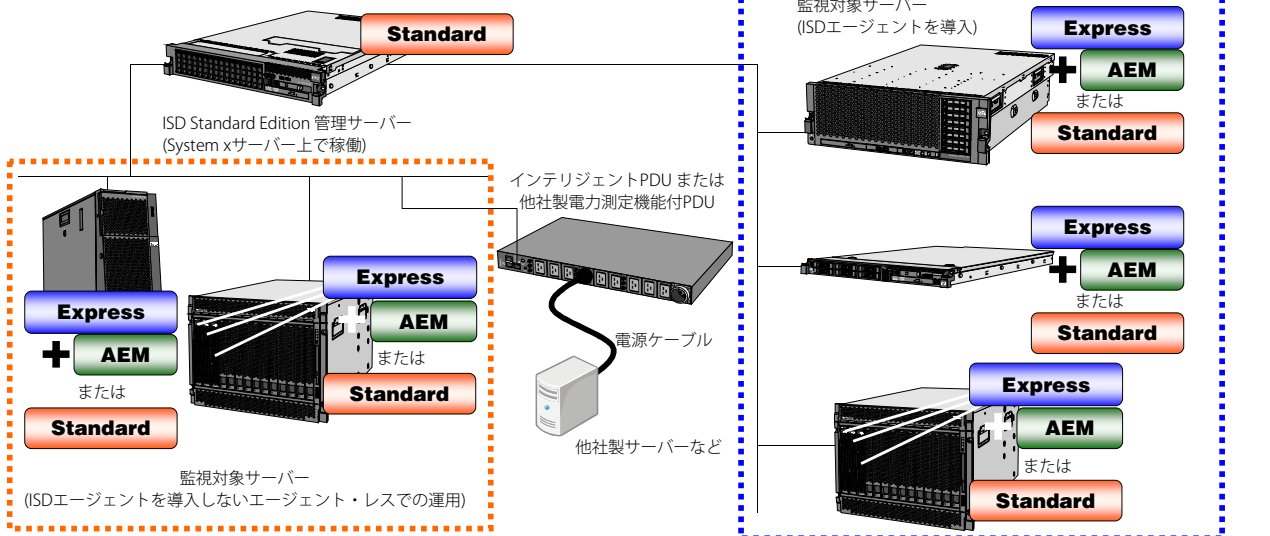 Standard
ISD Standard Edition 管理サーバー
(System xサーバー上で稼働)
Express
AEM
または
Standard
Express
AEM
または
Standard
監視対象サーバー
(ISDエージェントを導入しないエージェント・レスでの運用)
インテリジェントPDU または
他社製電力測定機能付PDU
電源ケーブル
他社製サーバーなど
監視対象サーバー
(ISDエージェントを導入)
Express
AEM
または
Standard
Express
AEM
または
Standard
Express
AEM
または
Standard